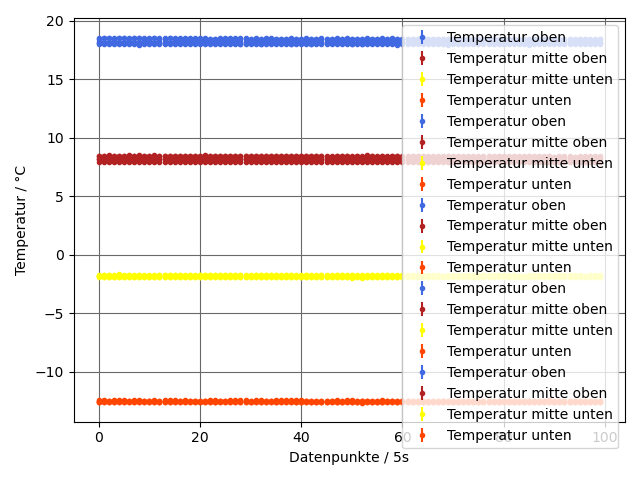 20
15
10
5
0
−5
−10
Temperatur / °C
0
20
40
60
80
100
Datenpunkte / 5s
Temperatur oben
Temperatur mitte oben
Temperatur mitte unten
Temperatur unten
Temperatur oben
Temperatur mitte oben
Temperatur mitte unten
Temperatur unten
Temperatur oben
Temperatur mitte oben
Temperatur mitte unten
Temperatur unten
Temperatur oben
Temperatur mitte oben
Temperatur mitte unten
Temperatur unten
Temperatur oben
Temperatur mitte oben
Temperatur mitte unten
Temperatur unten